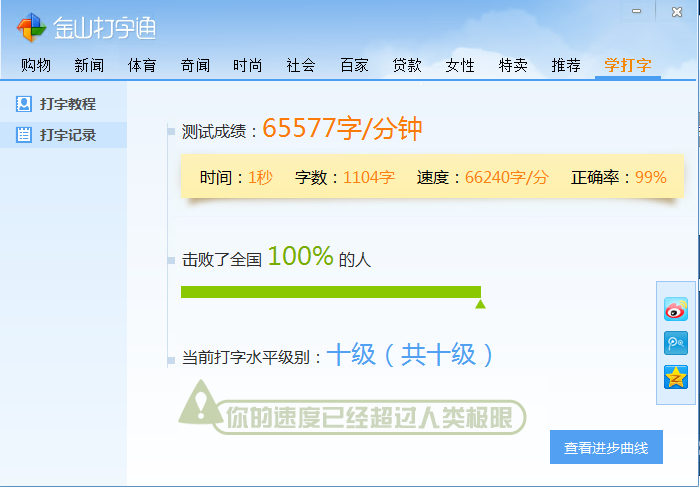 金山打字通
购物 新闻 体育 奇闻 时尚 社会 百家 贷款 女性 特卖 推荐 学打字
打字教程
打字记录
测试成绩：65577字/分钟
时间：1秒 字数：1104字 速度：66240字/分 正确率：99%
击败了全国 100% 的人
当前打字水平级别：十级（共十级）
你的速度已经超过人类极限
查看进步曲线